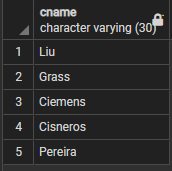 cname
character varying (30)
1 Liu
2 Grass
3 Ciemens
4 Cisneros
5 Pereira